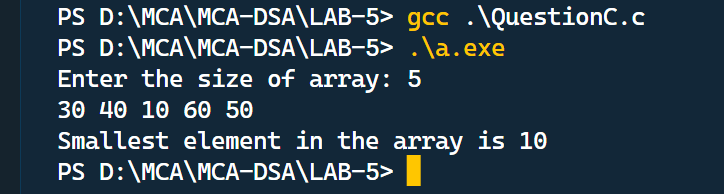 PS D:\MCA\MCA-DSA\LAB-5> gcc .\QuestionC.c
PS D:\MCA\MCA-DSA\LAB-5> .\a.exe
Enter the size of array: 5
30 40 10 60 50
Smallest element in the array is 10
PS D:\MCA\MCA-DSA\LAB-5>